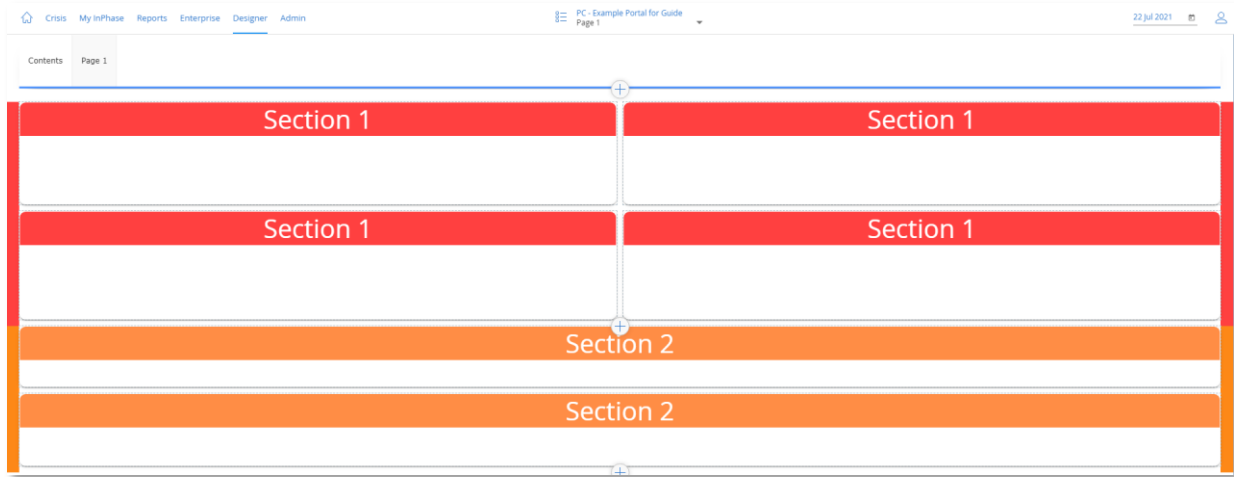 Crisis My InPhase Reports Enterprise Designer Admin
PC - Example Portal for Guide
Page 1
22 Jul 2021
Contents Page 1
Section 1 Section 1
Section 1 Section 1
Section 2
Section 2